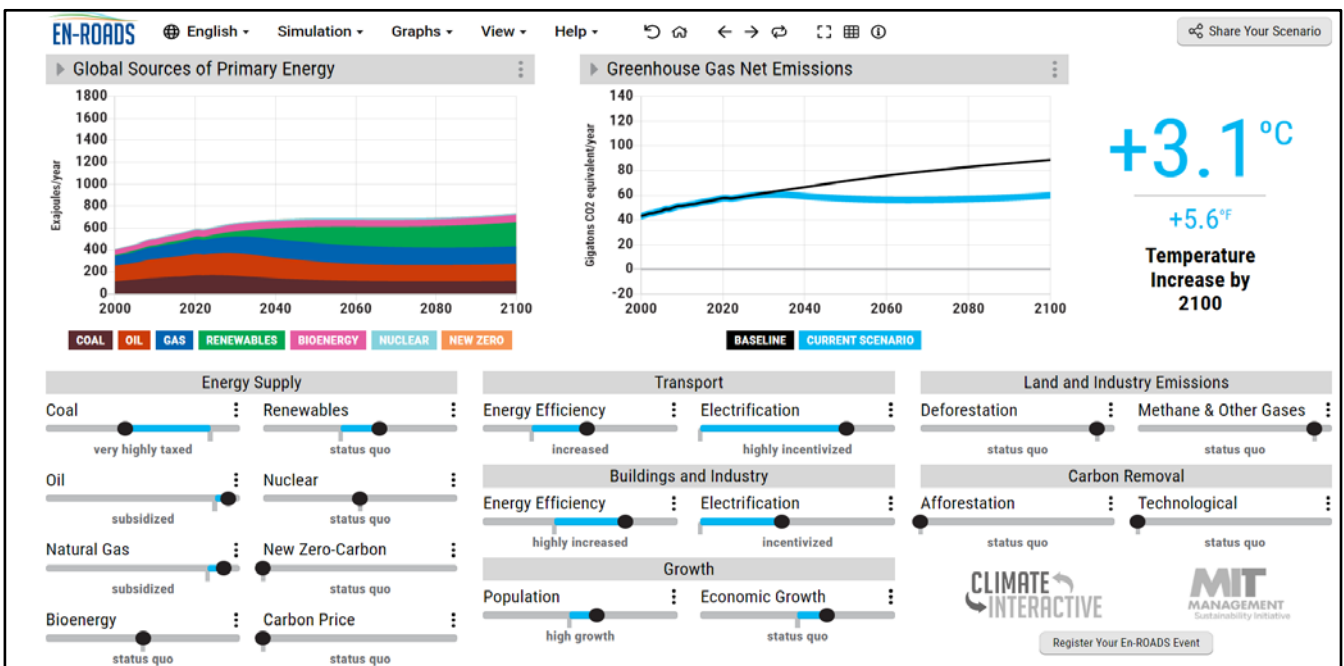 EN-ROADS English Simulation Graphs View Help Share Your Scenario
Global Sources of Primary Energy
1800
1600
1400
1200
1000
800
600
400
200
0
Exajoules/year
2000 2020 2040 2060 2080 2100
COAL OIL GAS RENEWABLES BIOENERGY NUCLEAR NEW ZERO
Greenhouse Gas Net Emissions
140
120
100
80
60
40
20
0
-20
Gigatons CO2 equivalent/year
2000 2020 2040 2060 2080 2100
BASELINE CURRENT SCENARIO
+3.1 °C
+5.6 °F
Temperature
Increase by
2100
Energy Supply
Coal
very highly taxed
Renewables
status quo
Oil
subsidized
Nuclear
status quo
Natural Gas
subsidized
New Zero-Carbon
status quo
Bioenergy
status quo
Carbon Price
status quo
Transport
Energy Efficiency
increased
Electrification
highly incentivized
Buildings and Industry
Energy Efficiency
highly increased
Electrification
incentivized
Growth
Population
high growth
Economic Growth
status quo
Land and Industry Emissions
Deforestation
status quo
Methane & Other Gases
status quo
Carbon Removal
Afforestation
status quo
Technological
status quo
CLIMATE
INTERACTIVE
MIT
MANAGEMENT
Sustainability Initiative
Register Your En-ROADS Event